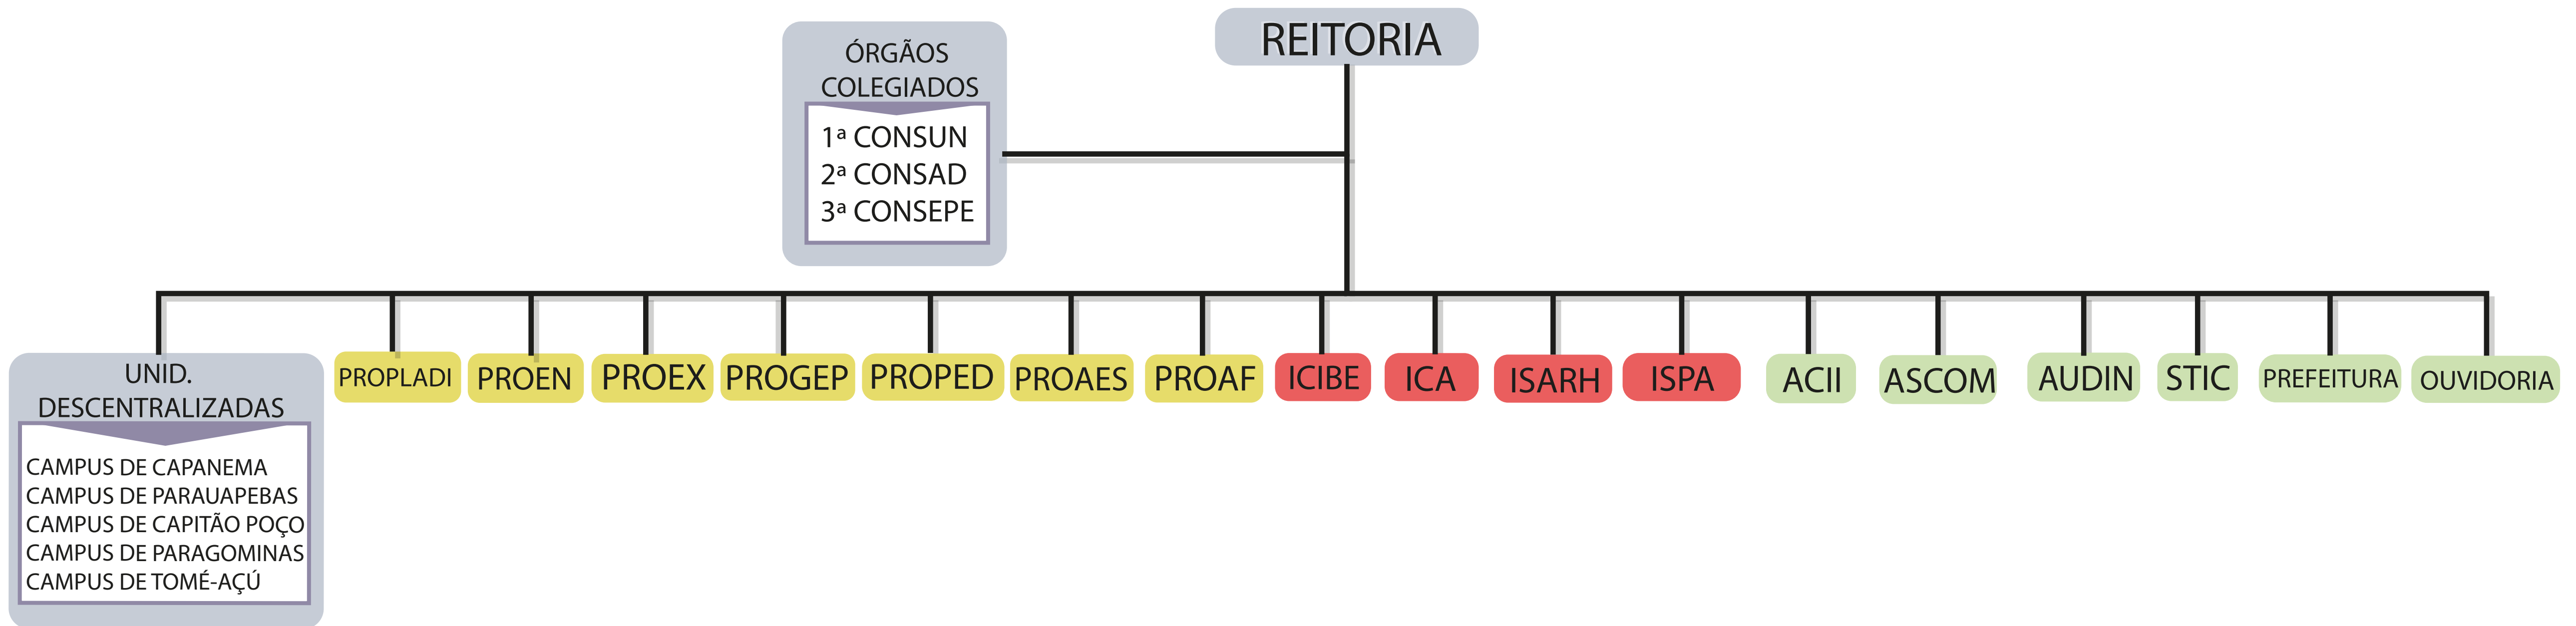 REITORIA
ÓRGÃOS
COLEGIADOS
1ª CONSUN
2ª CONSAD
3ª CONSEPE
UNID.
DESCENTRALIZADAS
CAMPUS DE CAPANEMA
CAMPUS DE PARAUAPEBAS
CAMPUS DE CAPITÃO POÇO
CAMPUS DE PARAGOMINAS
CAMPUS DE TOMÉ-AÇÚ
PROPLADI
PROEN
PROEX
PROGEP
PROPED
PROAES
PROAF
ICIBE
ICA
ISARH
ISPA
ACII
ASCOM
AUDIN
STIC
PREFEITURA
OUVIDORIA